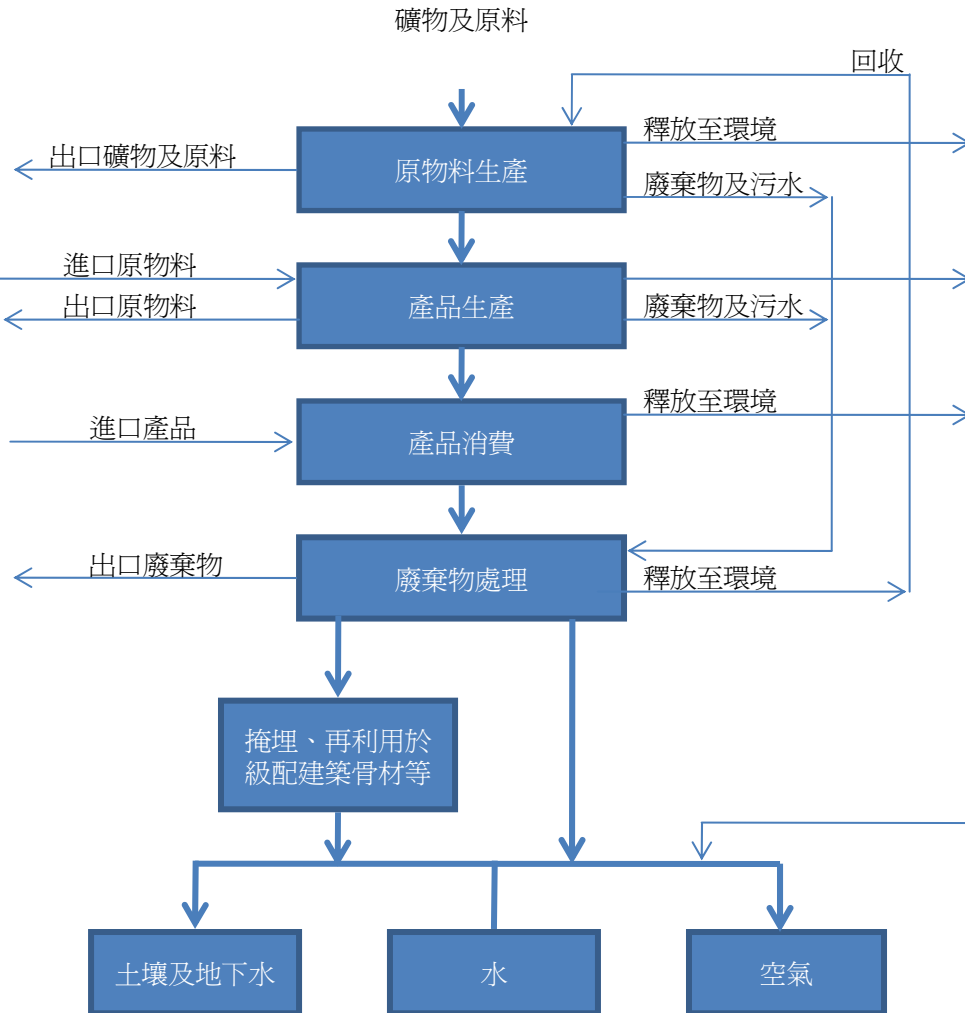 礦物及原料
回收
釋放至環境
出口礦物及原料
原物料生產
廢棄物及污水
進口原物料
出口原物料
產品生產
廢棄物及污水
釋放至環境
進口產品
產品消費
出口廢棄物
廢棄物處理
釋放至環境
掩埋、再利用於
級配建築骨材等
土壤及地下水
水
空氣